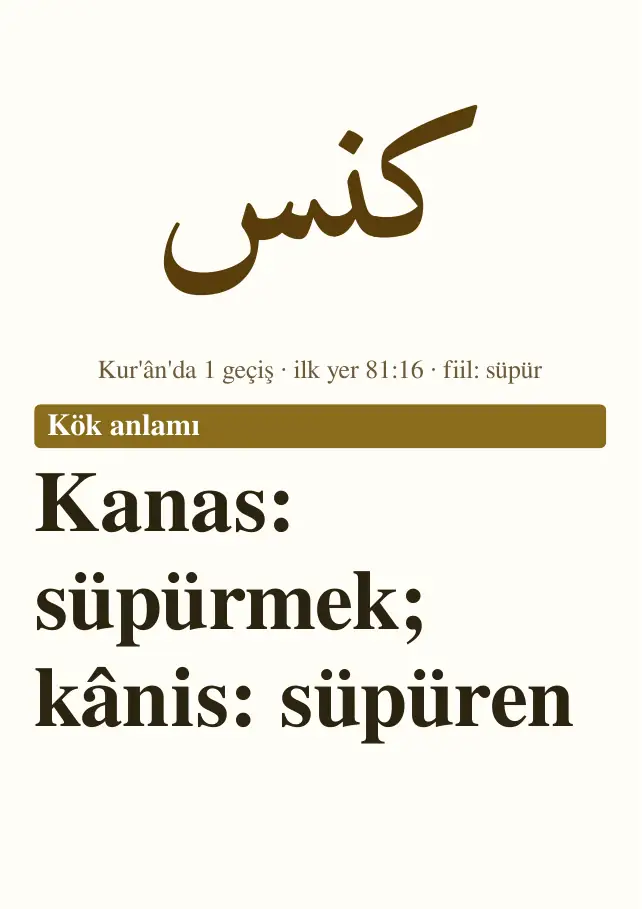 كنس
Kur'ân'da 1 geçiş · ilk yer 81:16 · fiil: süpür
Kök anlamı
Kanas:
süpürmek;
kânis: süpüren